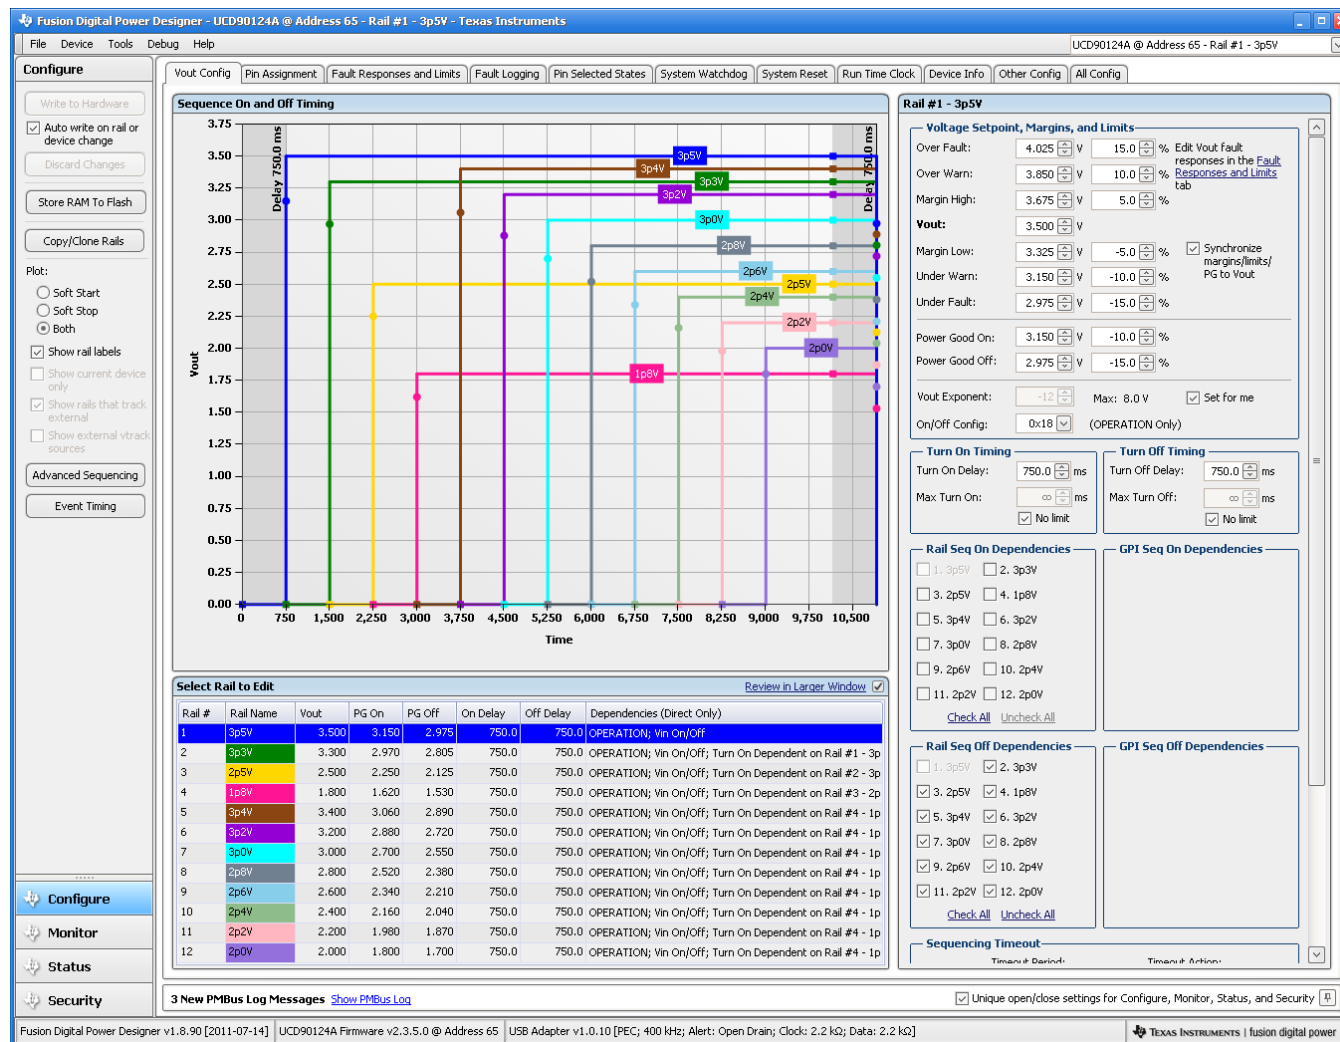 Fusion Digital Power Designer - UCD90124A @ Address 65 - Rail #1 - 3p5V - Texas Instruments
File Device Tools Debug Help
UCD90124A @ Address 65 - Rail #1 - 3p5V
Configure
Write to Hardware
Auto write on rail or
device change
Discard Changes
Store RAM To Flash
Copy/Clone Rails
Plot:
Soft Start
Soft Stop
Both
Show rail labels
Show current device
only
Show rails that track
external
Show external vtrack
sources
Advanced Sequencing
Event Timing
Configure
Monitor
Status
Security
Vout Config Pin Assignment Fault Responses and Limits Fault Logging Pin Selected States System Watchdog System Reset Run Time Clock Device Info Other Config All Config
Sequence On and Off Timing
Vout
3.75
3.50
3.25
3.00
2.75
2.50
2.25
2.00
1.75
1.50
1.25
1.00
0.75
0.50
0.25
0.00
Delay 750.0 ms
Delay 750.0 ms
3p5V
3p4V
3p3V
3p2V
3p0V
2p8V
2p6V
2p5V
2p4V
2p2V
2p0V
1p8V
0 750 1,500 2,250 3,000 3,750 4,500 5,250 6,000 6,750 7,500 8,250 9,000 9,750 10,500
Time
Select Rail to Edit Review in Larger Window
Rail # Rail Name Vout PG On PG Off On Delay Off Delay Dependencies (Direct Only)
1 3p5V 3.500 3.150 2.975 750.0 750.0 OPERATION; Vin On/Off
2 3p3V 3.300 2.970 2.805 750.0 750.0 OPERATION; Vin On/Off; Turn On Dependent on Rail #1 - 3p
3 2p5V 2.500 2.250 2.125 750.0 750.0 OPERATION; Vin On/Off; Turn On Dependent on Rail #2 - 3p
4 1p8V 1.800 1.620 1.530 750.0 750.0 OPERATION; Vin On/Off; Turn On Dependent on Rail #3 - 2p
5 3p4V 3.400 3.060 2.890 750.0 750.0 OPERATION; Vin On/Off; Turn On Dependent on Rail #4 - 1p
6 3p2V 3.200 2.880 2.720 750.0 750.0 OPERATION; Vin On/Off; Turn On Dependent on Rail #4 - 1p
7 3p0V 3.000 2.700 2.550 750.0 750.0 OPERATION; Vin On/Off; Turn On Dependent on Rail #4 - 1p
8 2p8V 2.800 2.520 2.380 750.0 750.0 OPERATION; Vin On/Off; Turn On Dependent on Rail #4 - 1p
9 2p6V 2.600 2.340 2.210 750.0 750.0 OPERATION; Vin On/Off; Turn On Dependent on Rail #4 - 1p
10 2p4V 2.400 2.160 2.040 750.0 750.0 OPERATION; Vin On/Off; Turn On Dependent on Rail #4 - 1p
11 2p2V 2.200 1.980 1.870 750.0 750.0 OPERATION; Vin On/Off; Turn On Dependent on Rail #4 - 1p
12 2p0V 2.000 1.800 1.700 750.0 750.0 OPERATION; Vin On/Off; Turn On Dependent on Rail #4 - 1p
Rail #1 - 3p5V
Voltage Setpoint, Margins, and Limits
Over Fault: 4.025 V 15.0 %
Over Warn: 3.850 V 10.0 %
Margin High: 3.675 V 5.0 %
Edit Vout fault
responses in the Fault
Responses and Limits
tab
Vout: 3.500 V
Margin Low: 3.325 V -5.0 %
Under Warn: 3.150 V -10.0 %
Under Fault: 2.975 V -15.0 %
Synchronize
margins/limits/
PG to Vout
Power Good On: 3.150 V -10.0 %
Power Good Off: 2.975 V -15.0 %
Vout Exponent: -12 Max: 8.0 V Set for me
On/Off Config: 0x18 (OPERATION Only)
Turn On Timing
Turn On Delay: 750.0 ms
Max Turn On: ∞ ms
No limit
Turn Off Timing
Turn Off Delay: 750.0 ms
Max Turn Off: ∞ ms
No limit
Rail Seq On Dependencies
1. 3p5V 2. 3p3V
3. 2p5V 4. 1p8V
5. 3p4V 6. 3p2V
7. 3p0V 8. 2p8V
9. 2p6V 10. 2p4V
11. 2p2V 12. 2p0V
Check All Uncheck All
GPI Seq On Dependencies
Rail Seq Off Dependencies
1. 3p5V 2. 3p3V
3. 2p5V 4. 1p8V
5. 3p4V 6. 3p2V
7. 3p0V 8. 2p8V
9. 2p6V 10. 2p4V
11. 2p2V 12. 2p0V
Check All Uncheck All
GPI Seq Off Dependencies
Sequencing Timeout
Timeout Period: Timeout Action:
3 New PMBus Log Messages Show PMBus Log
Unique open/close settings for Configure, Monitor, Status, and Security
Fusion Digital Power Designer v1.8.90 [2011-07-14] UCD90124A Firmware v2.3.5.0 @ Address 65 USB Adapter v1.0.10 [PEC; 400 kHz; Alert: Open Drain; Clock: 2.2 kΩ; Data: 2.2 kΩ]
TEXAS INSTRUMENTS | fusion digital power